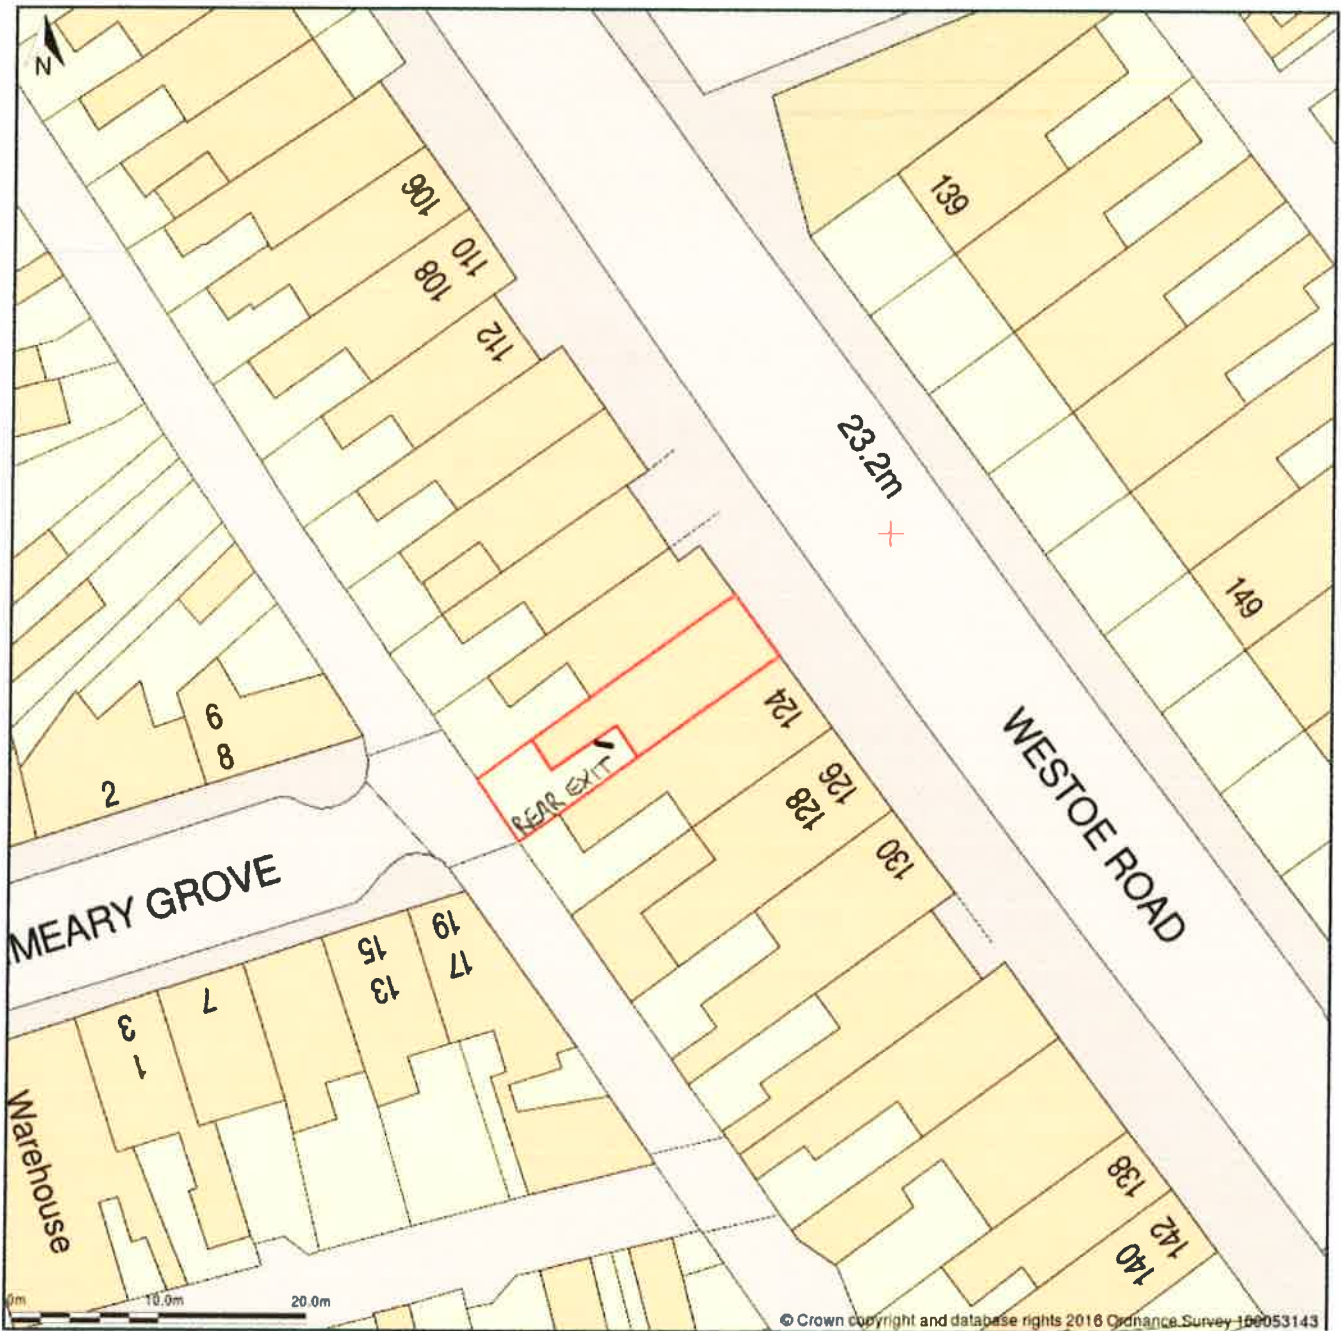 N
106
110
108
112
139
23.2m
149
124
126
128
130
WESTOE ROAD
6
8
2
REAR EXIT
MEARY GROVE
19
17
15
13
7
3
1
Warehouse
138
142
140
0m
10.0m
20.0m
© Crown copyright and database rights 2016 Ordnance Survey 100053143